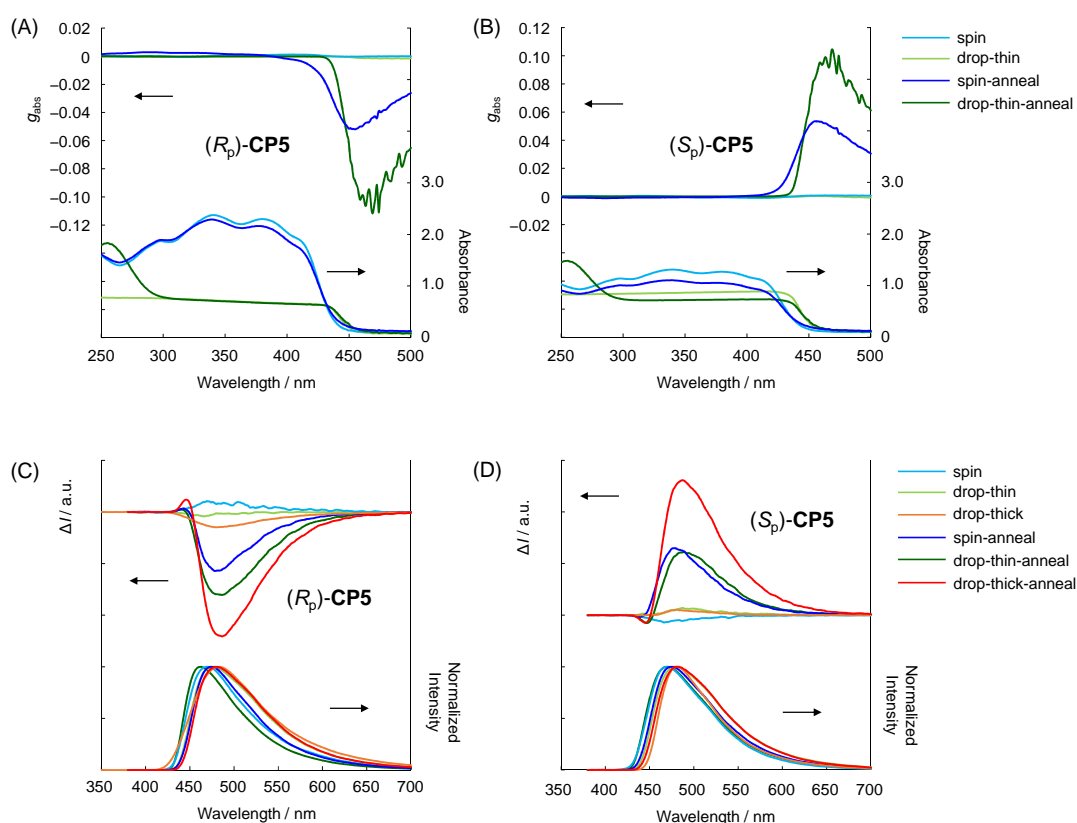 (A)
0.02
0
−0.02
−0.04
−0.06
−0.08
−0.10
−0.12
gabs
(Rp)-CP5
3.0
2.0
1.0
0
Absorbance
250 300 350 400 450 500
Wavelength / nm
(B)
0.12
0.10
0.08
0.06
0.04
0.02
0
−0.02
gabs
(Sp)-CP5
3.0
2.0
1.0
0
Absorbance
250 300 350 400 450 500
Wavelength / nm
spin
drop-thin
spin-anneal
drop-thin-anneal
(C)
ΔI / a.u.
(Rp)-CP5
Normalized
Intensity
350 400 450 500 550 600 650 700
Wavelength / nm
(D)
ΔI / a.u.
(Sp)-CP5
Normalized
Intensity
350 400 450 500 550 600 650 700
Wavelength / nm
spin
drop-thin
drop-thick
spin-anneal
drop-thin-anneal
drop-thick-anneal